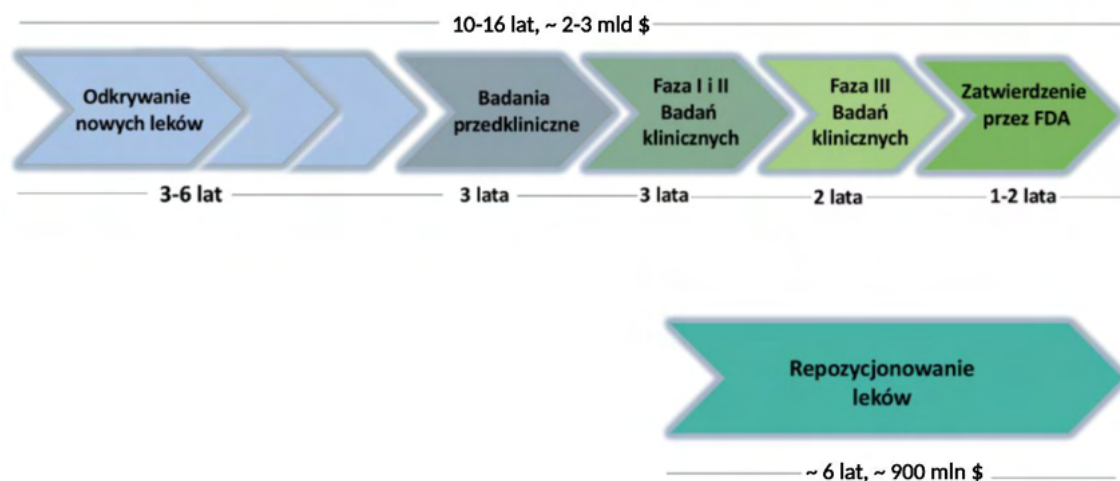 10-16 lat, ~ 2-3 mld $
Odkrywanie
nowych leków
Badania
przedkliniczne
Faza I i II
Badań
klinicznych
Faza III
Badań
klinicznych
Zatwierdzenie
przez FDA
3-6 lat
3 lata
3 lata
2 lata
1-2 lata
Repozycjonowanie
leków
~ 6 lat, ~ 900 mln $